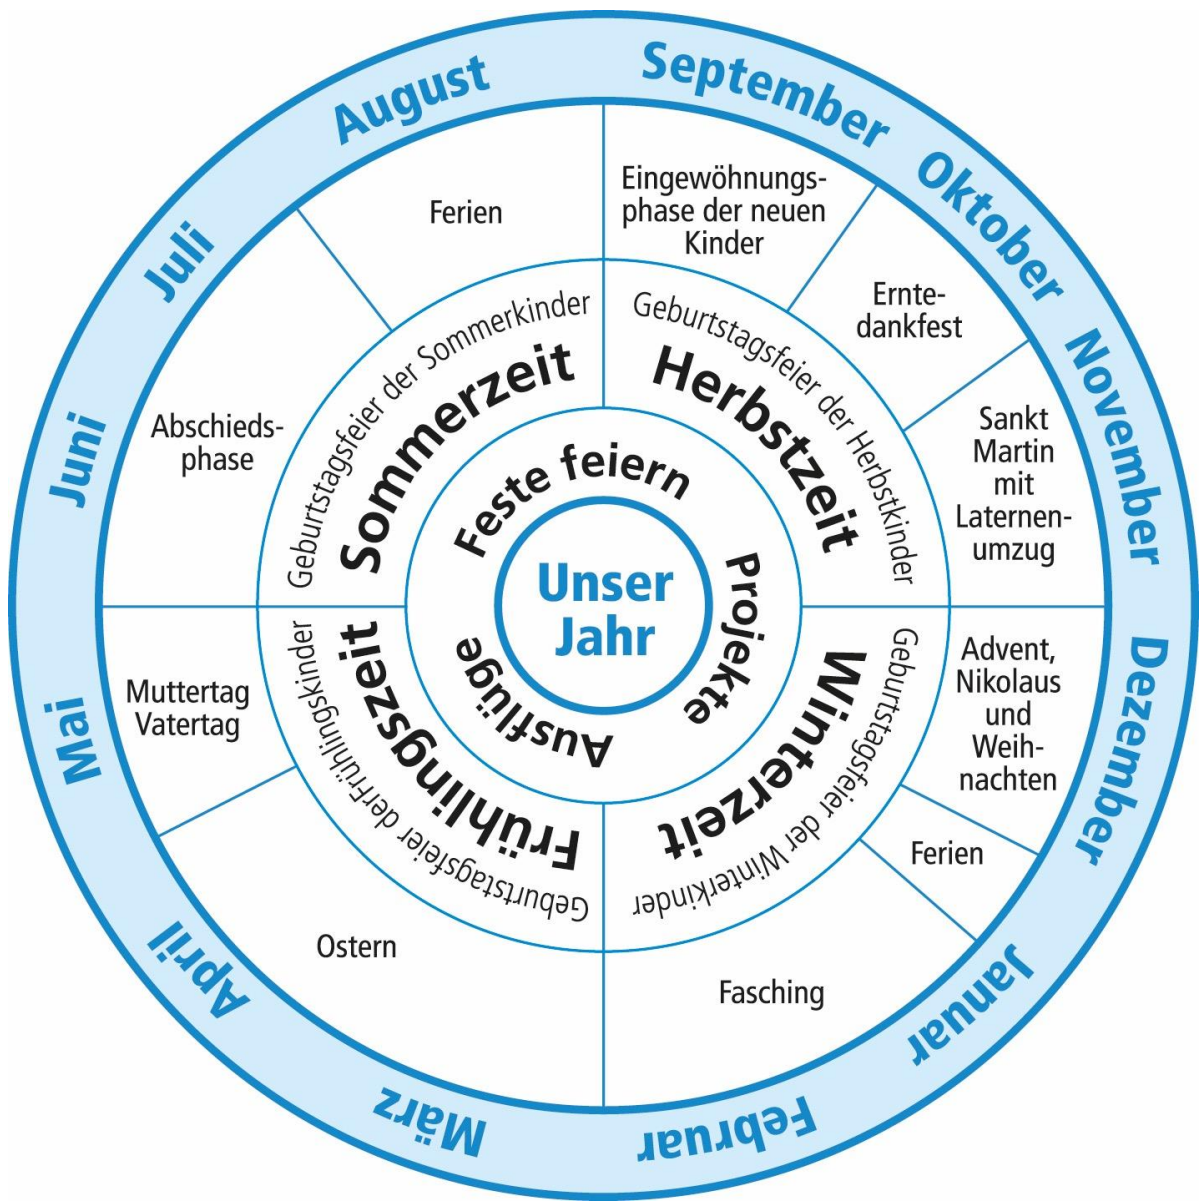 August
September
Oktober
November
Dezember
Januar
Februar
März
April
Mai
Juni
Juli
Ferien
Eingewöhnungs-
phase der neuen
Kinder
Ernte-
dankfest
Sankt
Martin
mit
Laternen-
umzug
Advent,
Nikolaus
und
Weih-
nachten
Ferien
Fasching
Ostern
Muttertag
Vatertag
Abschieds-
phase
Geburtstagsfeier der Sommerkinder
Sommerzeit
Geburtstagsfeier der Herbstkinder
Herbstzeit
Geburtstagsfeier der Winterkinder
Winterzeit
Geburtstagsfeier derFrühlingskinder
Frühlingszeit
Feste feiern
Projekte
Ausflüge
Unser
Jahr